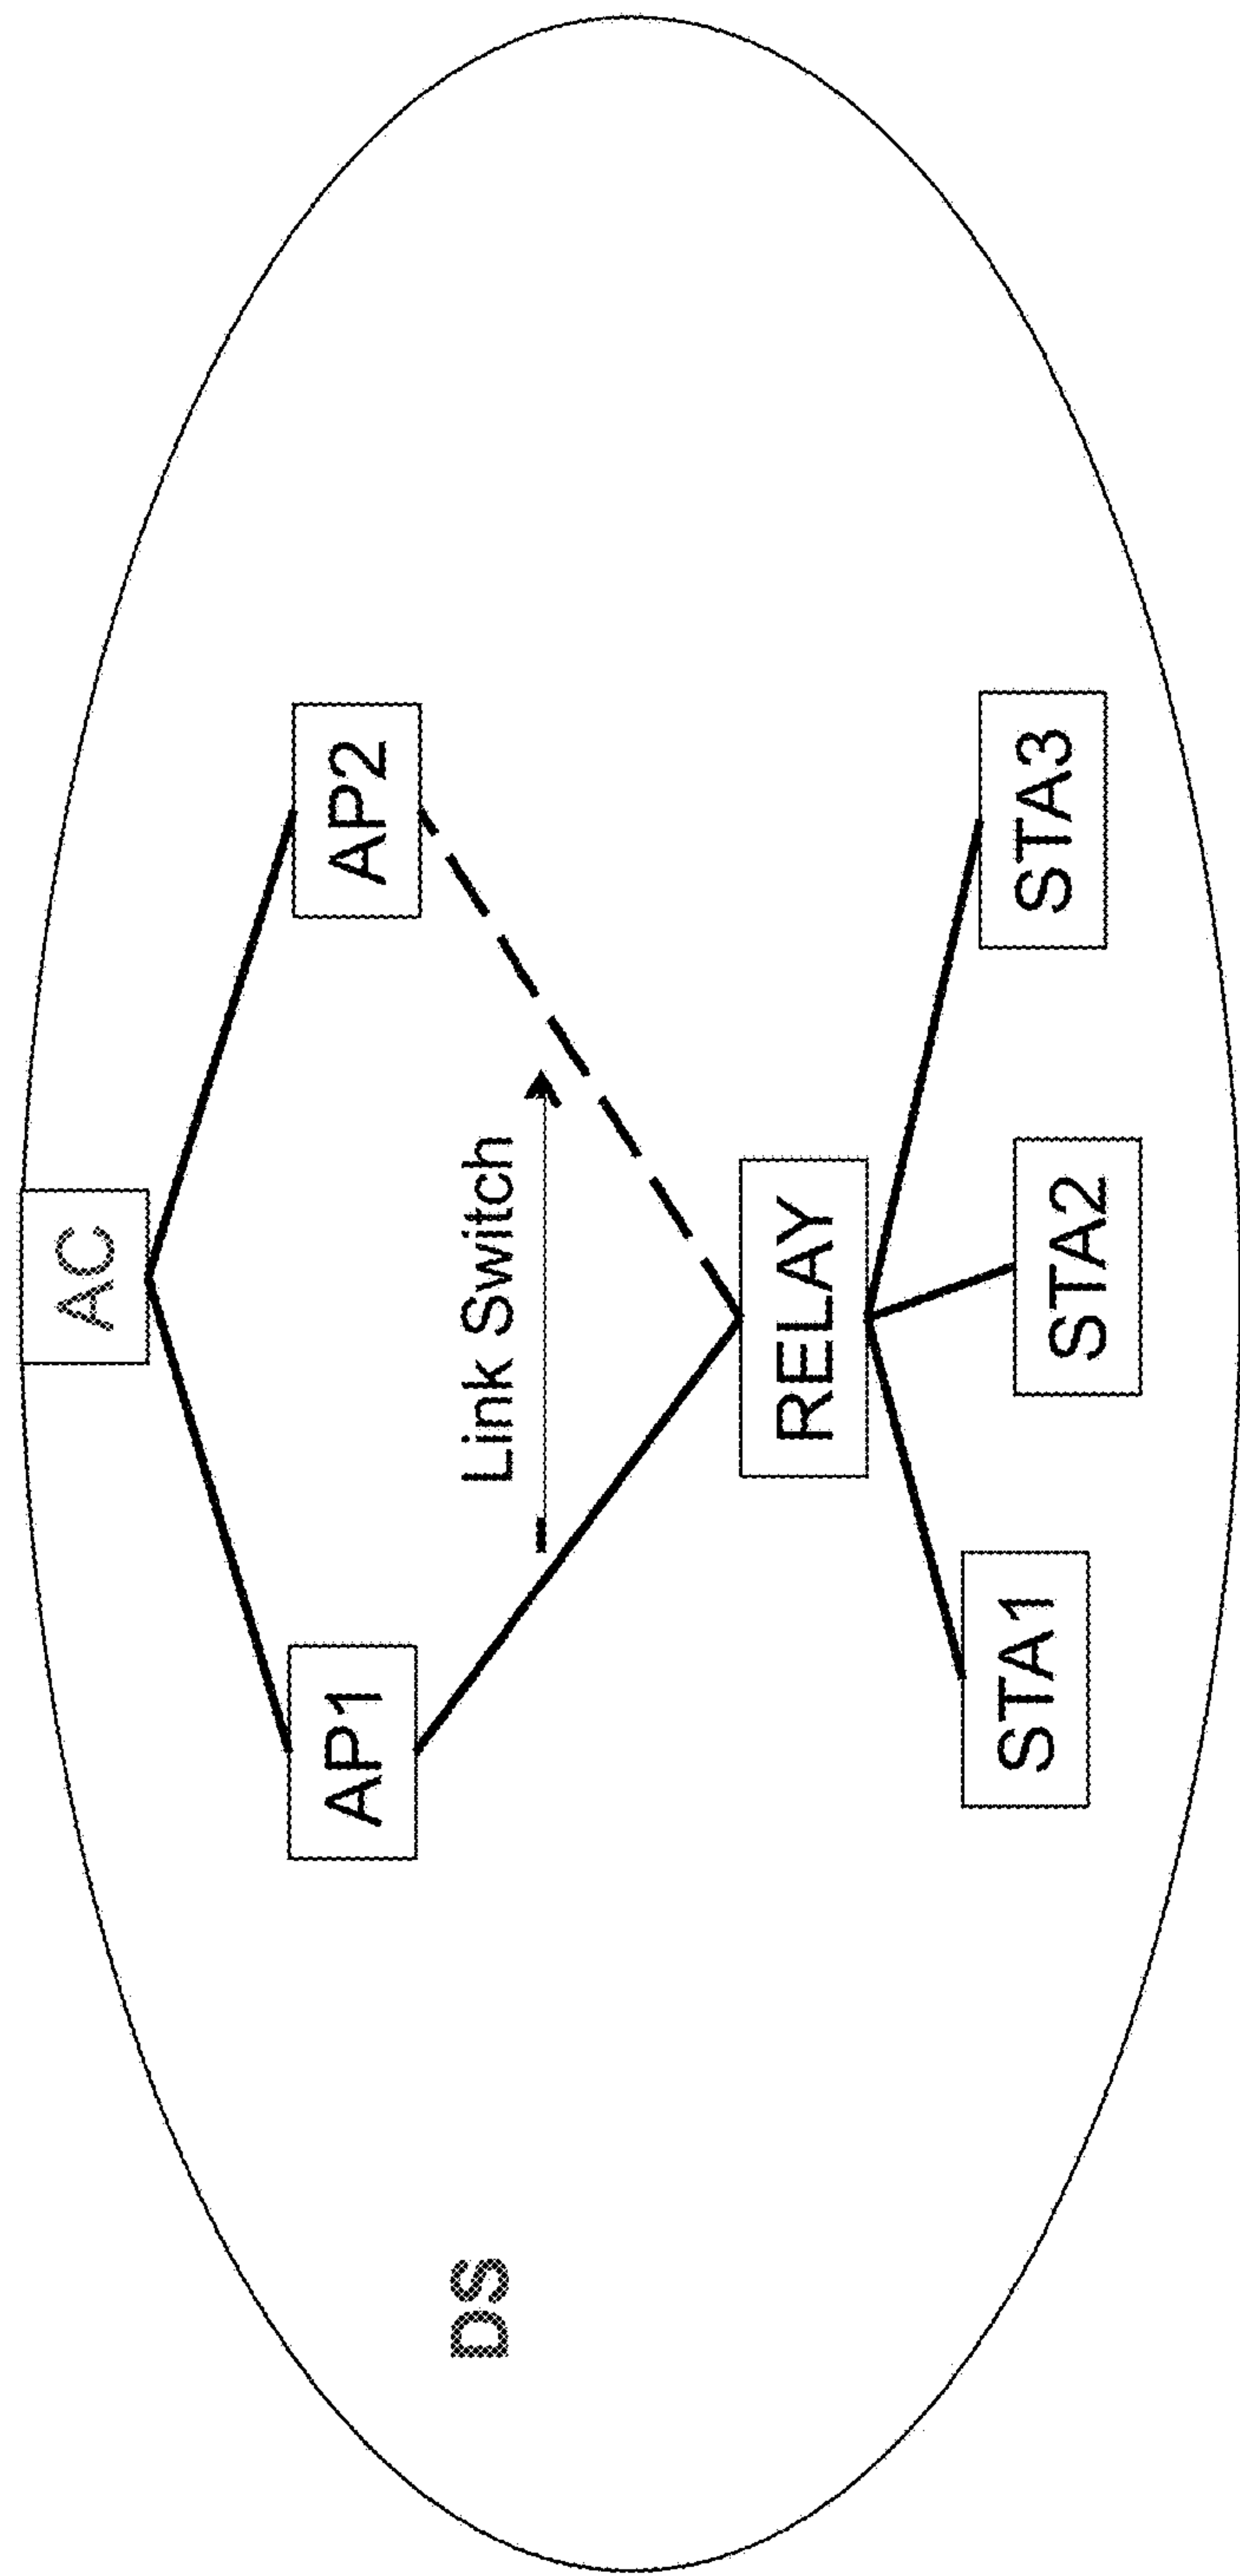 AC
AP1
AP2
Link Switch
DS
RELAY
STA1
STA2
STA3